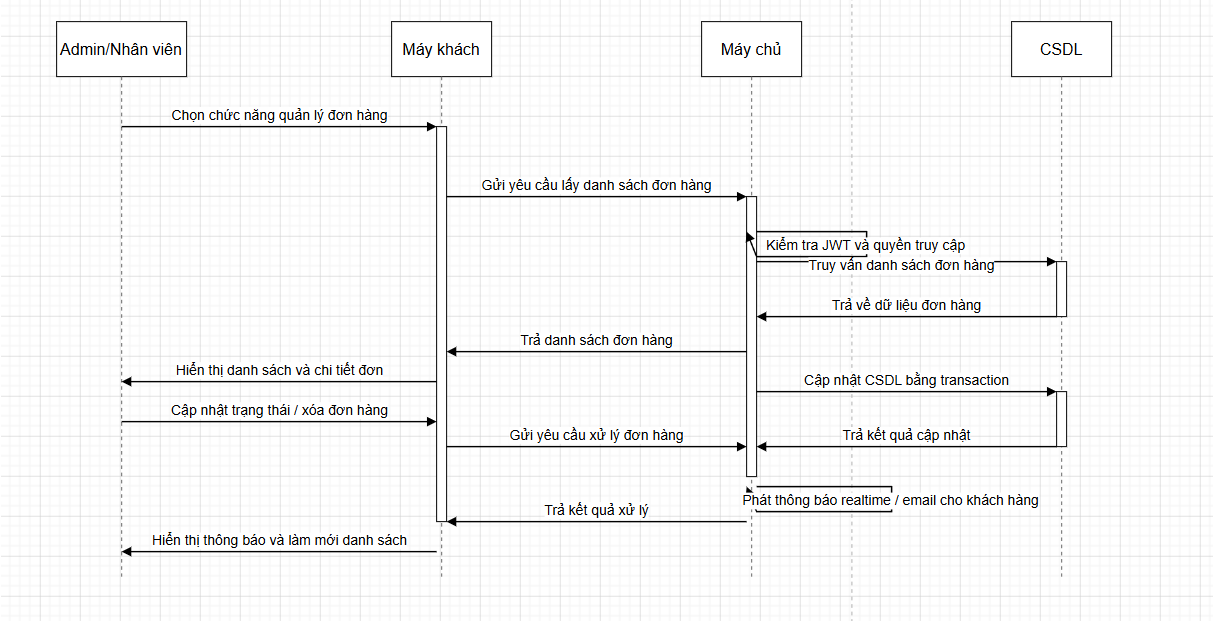 Admin/Nhân viên
Máy khách
Máy chủ
CSDL
Chọn chức năng quản lý đơn hàng
Gửi yêu cầu lấy danh sách đơn hàng
Kiểm tra JWT và quyền truy cập
Truy vấn danh sách đơn hàng
Trả về dữ liệu đơn hàng
Trả danh sách đơn hàng
Hiển thị danh sách và chi tiết đơn
Cập nhật CSDL bằng transaction
Cập nhật trạng thái / xóa đơn hàng
Gửi yêu cầu xử lý đơn hàng
Trả kết quả cập nhật
Phát thông báo realtime / email cho khách hàng
Trả kết quả xử lý
Hiển thị thông báo và làm mới danh sách